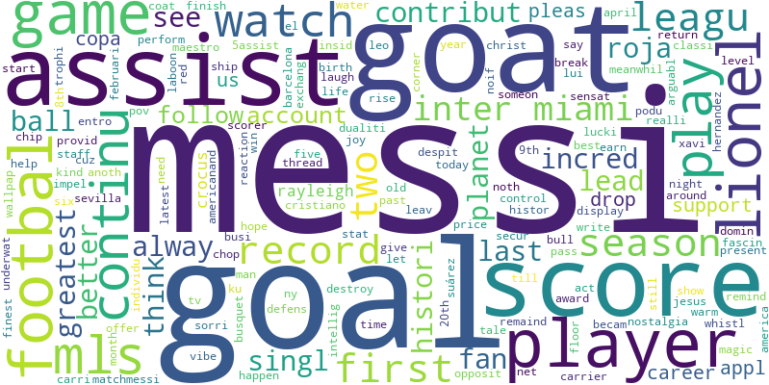 coat finish
game
watch
contribut
pleas
april
water
el
leagu
assist
goat
us
perform
maestro
5assist
insid
leo
christ
say
return
classi
copa
see
trophi
februari
tv
start
ship
red
laboon
barcelona
exchang
birth
laugh
life
rise
corner
noif
break
lui
someon
sensat
meanwhil
roja
level
arguabl
ball
8th
pov
entro
follow
account
inter miami
play
lionel
hernandez
chip
provid
staff
cuz
scorer
win
reaction
dualiti
joy
five
thread
despit
today
9th
lucki
best
earn
podu
realli
xavi
help
kind
anoth
impel
sevilla
wallpap
continu
messi
footbal
latest
need
americanand
crocus
rayleigh
cristiano
two
old
past
planet
incred
noth
histor
control
display
night
around
lead
drop
support
write
domin
fascin
present
underwat
six
better
greatest
think
alway
record
hope
busi
chop
stat
leav
price
give
let
secur
pass
bull
season
last
score
goal
finest
individu
man
ku
ny
defens
destroy
intellig
histori
busquet
suárez
20th
tale
award
act
till
becam
still
jesus
show
warm
remind
nostalgia
magic
america
mls
offer
month
carri
matchmessi
sorri
vibe
happen
singl
first
time
opposit
fan
net
remaind
carrier
player
floor
whistl
career
appl
year